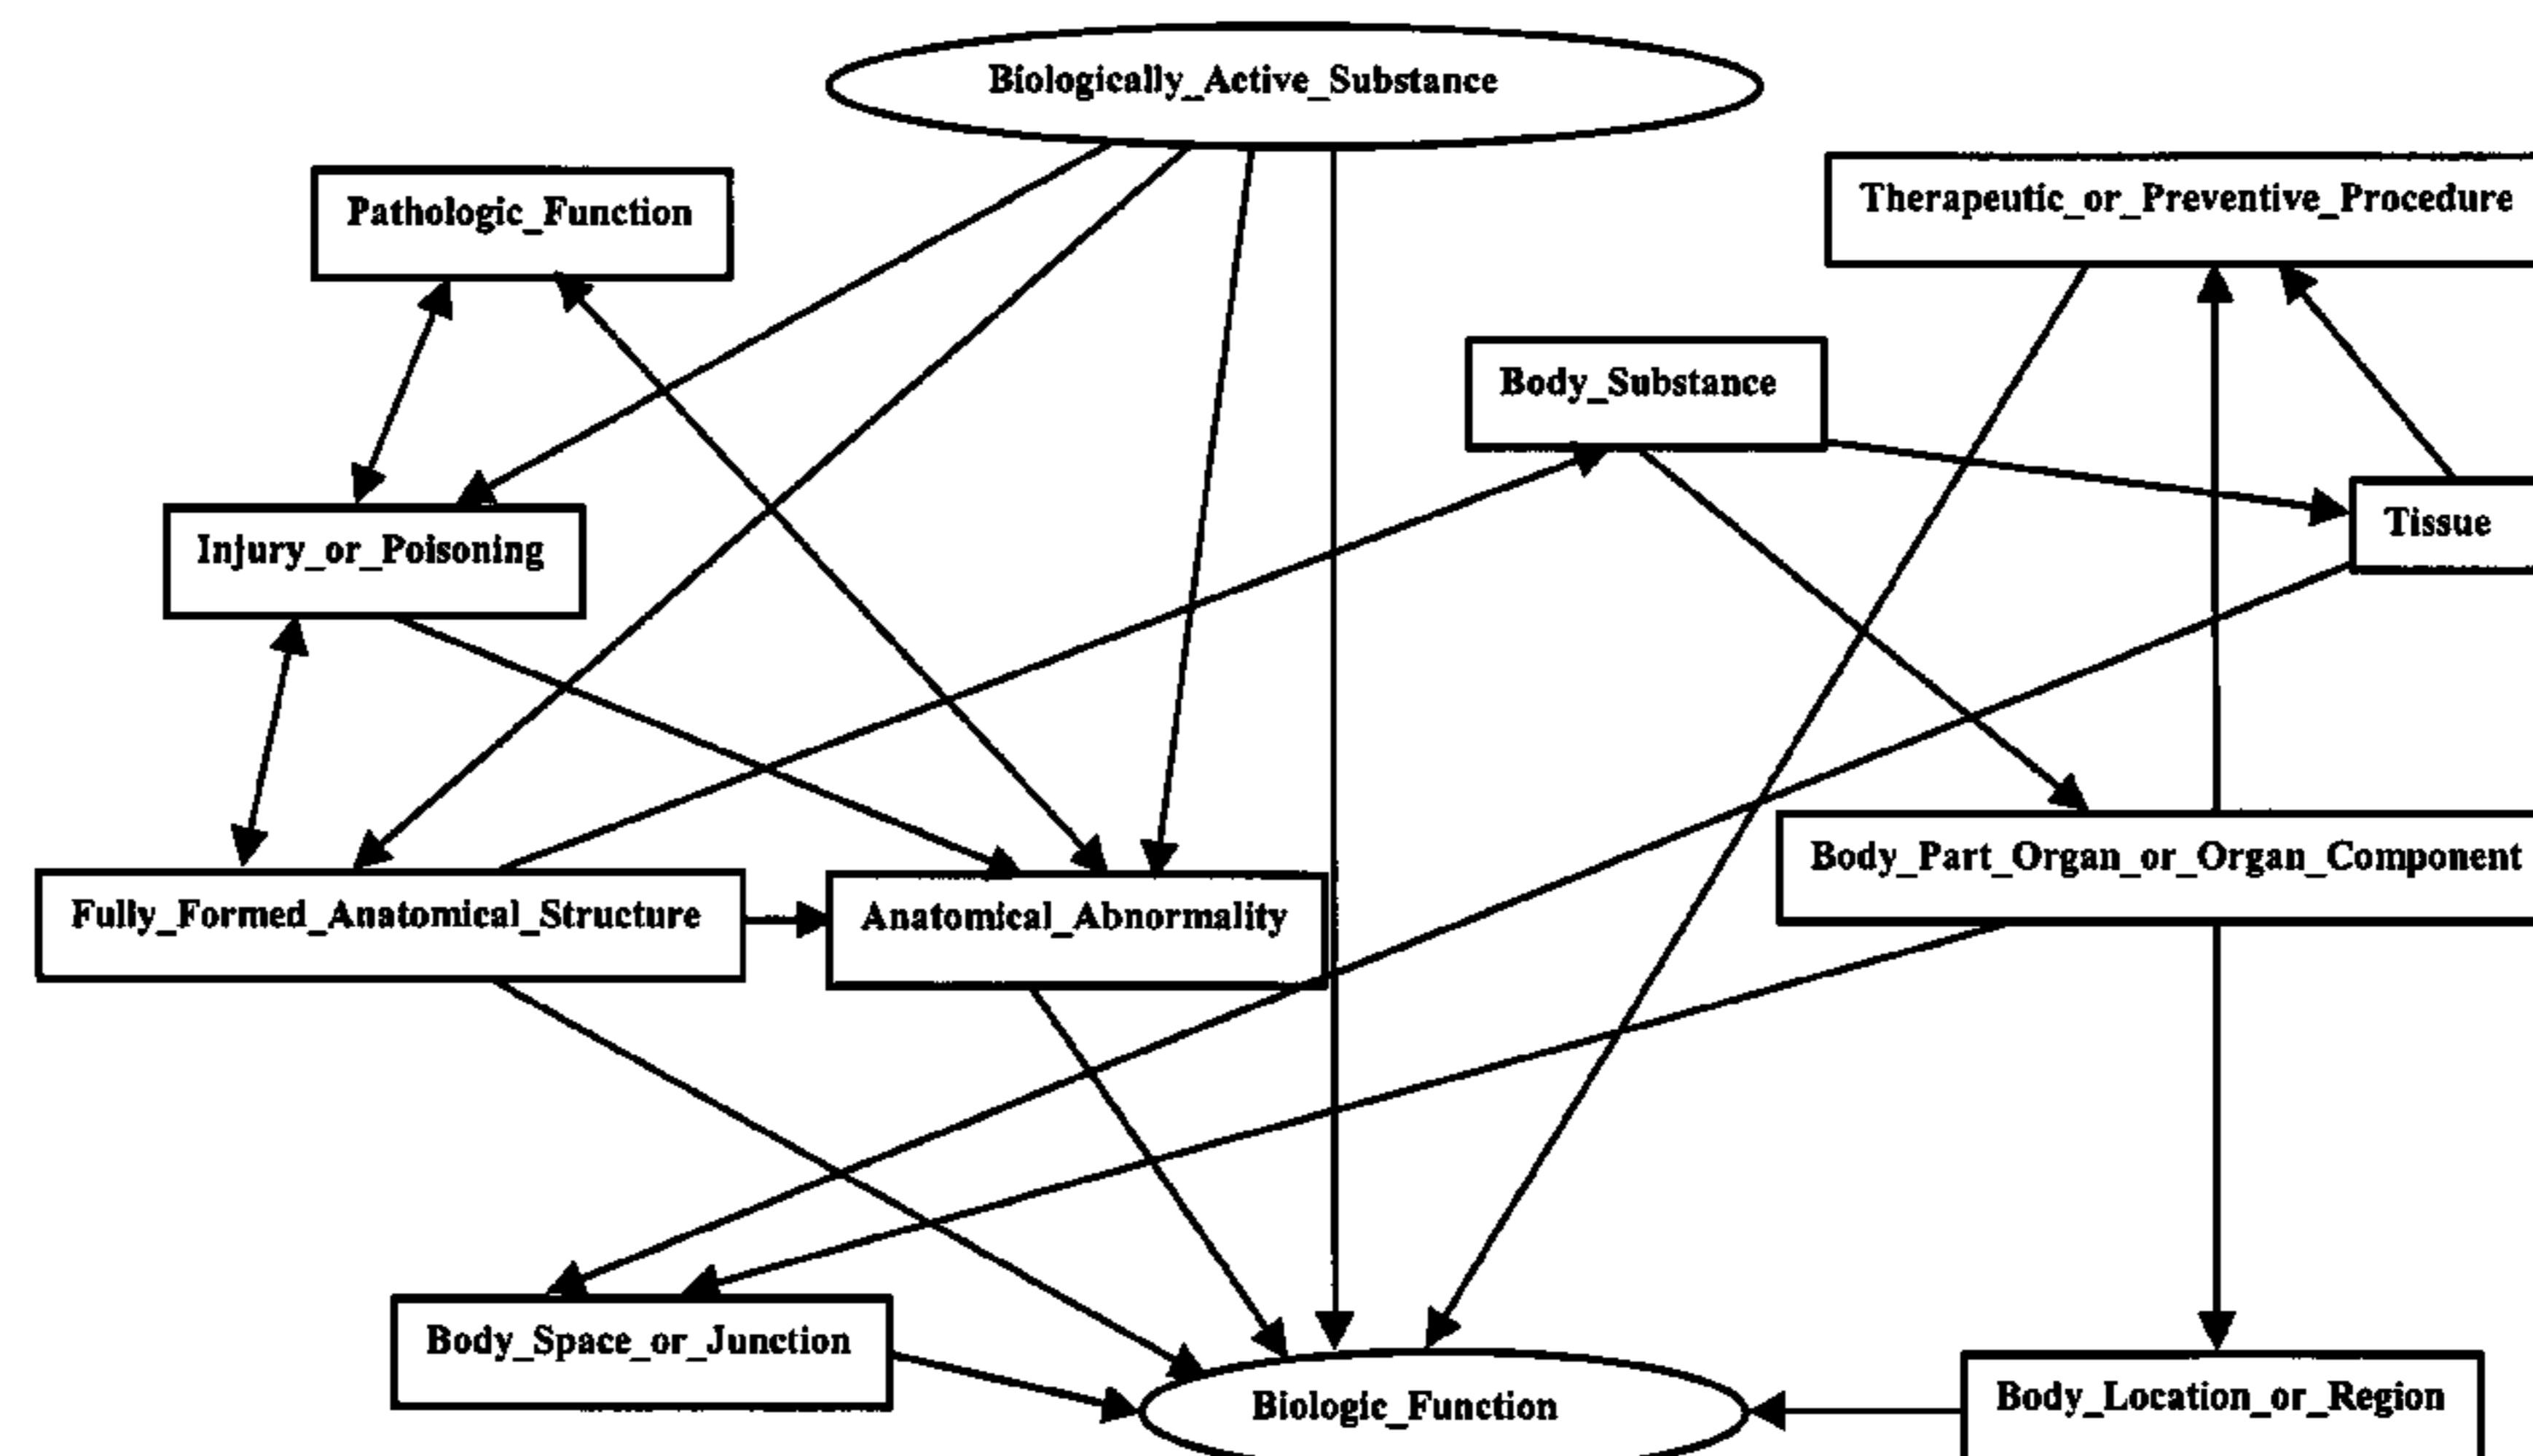 Biologically_Active_Substance
Pathologic_Function
Therapeutic_or_Preventive_Procedure
Body_Substance
Injury_or_Poisoning
Tissue
Fully_Formed_Anatomical_Structure
Anatomical_Abnormality
Body_Part_Organ_or_Organ_Component
Body_Space_or_Junction
Biologic_Function
Body_Location_or_Region